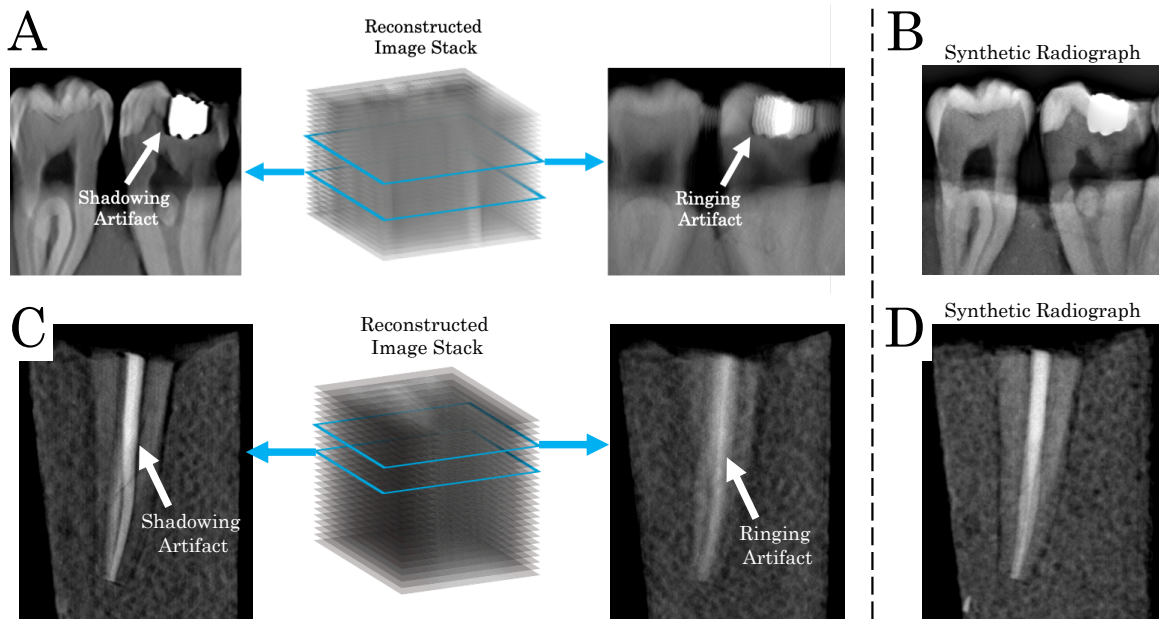 A
Reconstructed
Image Stack
Shadowing
Artifact
Ringing
Artifact
B
Synthetic Radiograph
C
Reconstructed
Image Stack
Shadowing
Artifact
Ringing
Artifact
D
Synthetic Radiograph